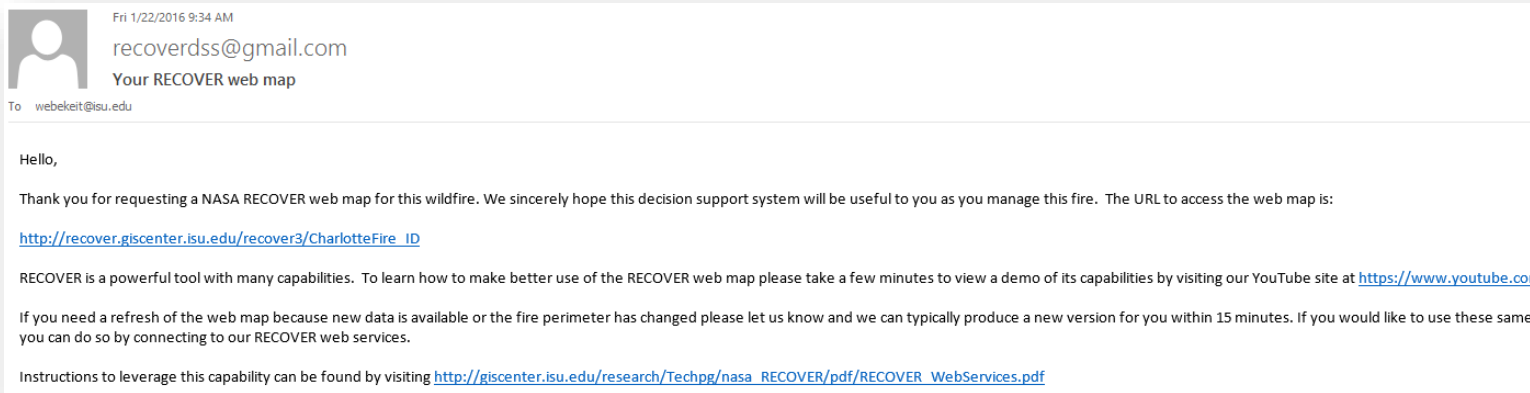 Fri 1/22/2016 9:34 AM
recoverdss@gmail.com
Your RECOVER web map
To webekeit@isu.edu
Hello,
Thank you for requesting a NASA RECOVER web map for this wildfire. We sincerely hope this decision support system will be useful to you as you manage this fire. The URL to access the web map is:
http://recover.giscenter.isu.edu/recover3/CharlotteFire_ID
RECOVER is a powerful tool with many capabilities. To learn how to make better use of the RECOVER web map please take a few minutes to view a demo of its capabilities by visiting our YouTube site at https://www.youtube.co
If you need a refresh of the web map because new data is available or the fire perimeter has changed please let us know and we can typically produce a new version for you within 15 minutes. If you would like to use these same
you can do so by connecting to our RECOVER web services.
Instructions to leverage this capability can be found by visiting http://giscenter.isu.edu/research/Techpg/nasa_RECOVER/pdf/RECOVER_WebServices.pdf